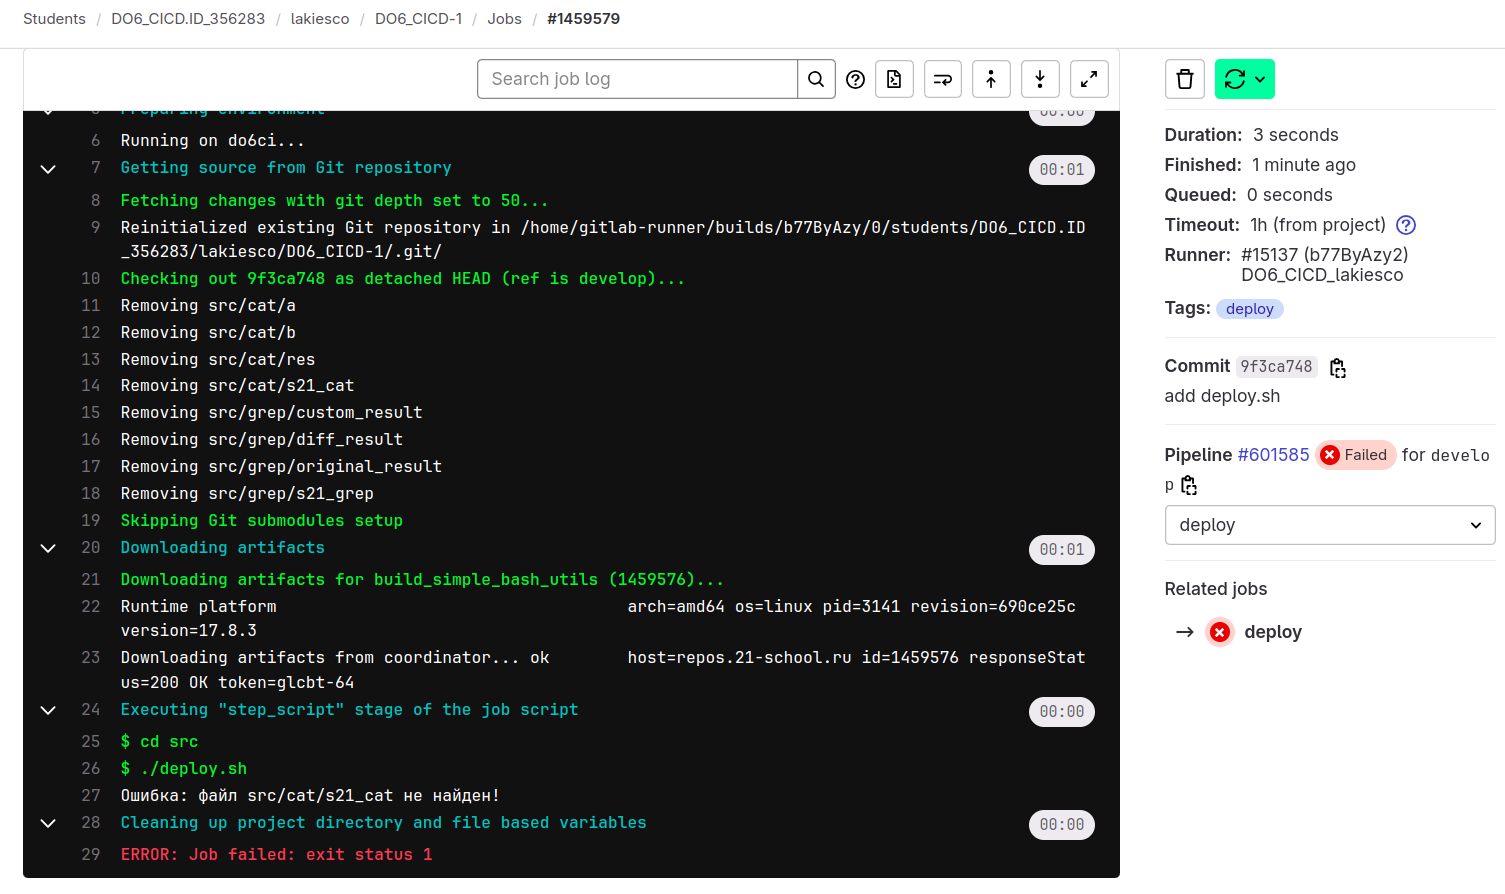 Students / DO6_CICD.ID_356283 / lakiesco / DO6_CICD-1 / Jobs / #1459579
Search job log
5 Preparing environment 00:00
6 Running on do6ci...
7 Getting source from Git repository 00:01
8 Fetching changes with git depth set to 50...
9 Reinitialized existing Git repository in /home/gitlab-runner/builds/b77ByAzy/0/students/DO6_CICD.ID
_356283/lakiesco/DO6_CICD-1/.git/
10 Checking out 9f3ca748 as detached HEAD (ref is develop)...
11 Removing src/cat/a
12 Removing src/cat/b
13 Removing src/cat/res
14 Removing src/cat/s21_cat
15 Removing src/grep/custom_result
16 Removing src/grep/diff_result
17 Removing src/grep/original_result
18 Removing src/grep/s21_grep
19 Skipping Git submodules setup
20 Downloading artifacts 00:01
21 Downloading artifacts for build_simple_bash_utils (1459576)...
22 Runtime platform arch=amd64 os=linux pid=3141 revision=690ce25c
version=17.8.3
23 Downloading artifacts from coordinator... ok host=repos.21-school.ru id=1459576 responseStat
us=200 OK token=glcbt-64
24 Executing "step_script" stage of the job script 00:00
25 $ cd src
26 $ ./deploy.sh
27 Ошибка: файл src/cat/s21_cat не найден!
28 Cleaning up project directory and file based variables 00:00
29 ERROR: Job failed: exit status 1
Duration: 3 seconds
Finished: 1 minute ago
Queued: 0 seconds
Timeout: 1h (from project)
Runner: #15137 (b77ByAzy2)
DO6_CICD_lakiesco
Tags: deploy
Commit 9f3ca748
add deploy.sh
Pipeline #601585 Failed for develo
p
deploy
Related jobs
deploy